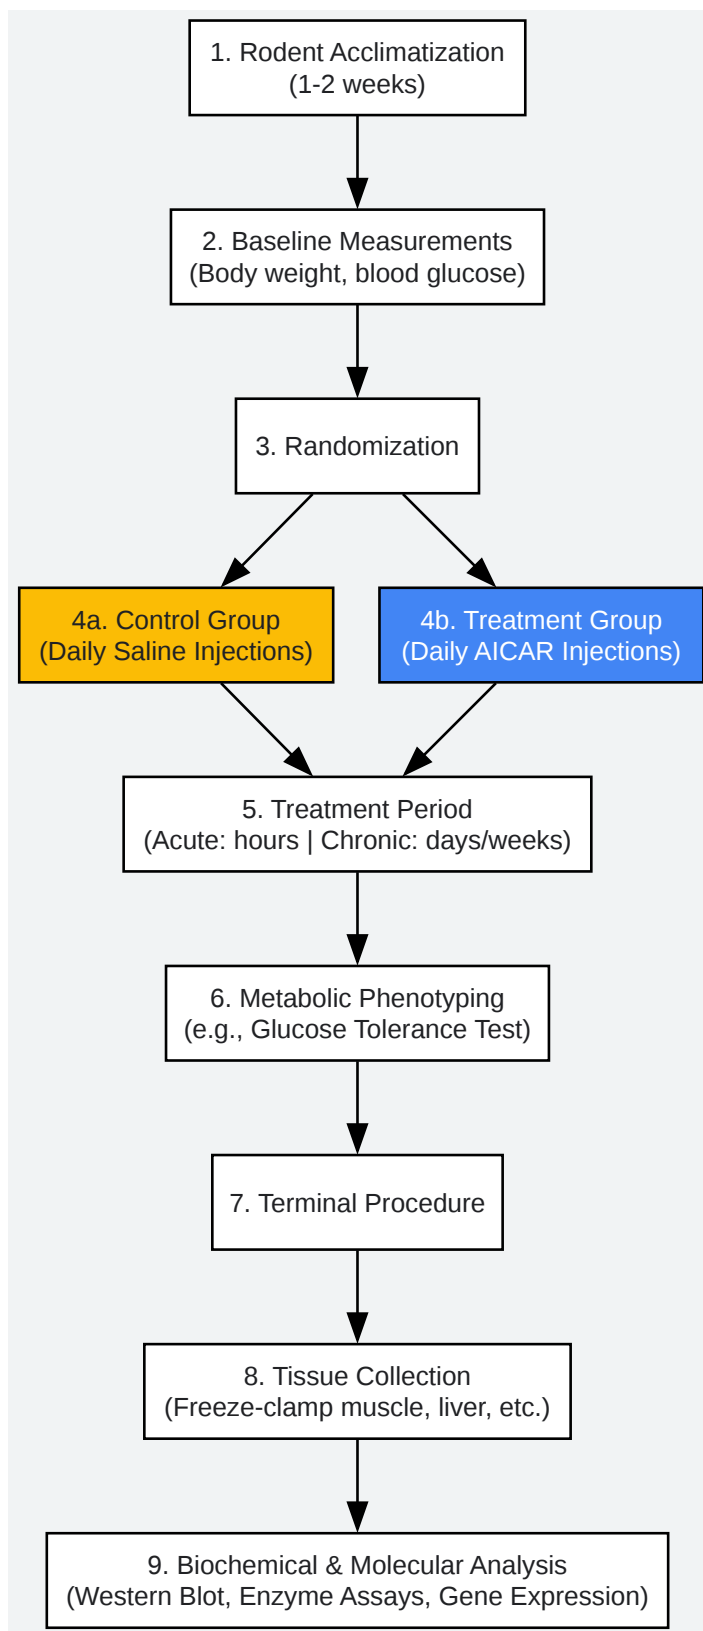 1. Rodent Acclimatization
(1-2 weeks)
2. Baseline Measurements
(Body weight, blood glucose)
3. Randomization
4a. Control Group
(Daily Saline Injections)
4b. Treatment Group
(Daily AICAR Injections)
5. Treatment Period
(Acute: hours | Chronic: days/weeks)
6. Metabolic Phenotyping
(e.g., Glucose Tolerance Test)
7. Terminal Procedure
8. Tissue Collection
(Freeze-clamp muscle, liver, etc.)
9. Biochemical & Molecular Analysis
(Western Blot, Enzyme Assays, Gene Expression)